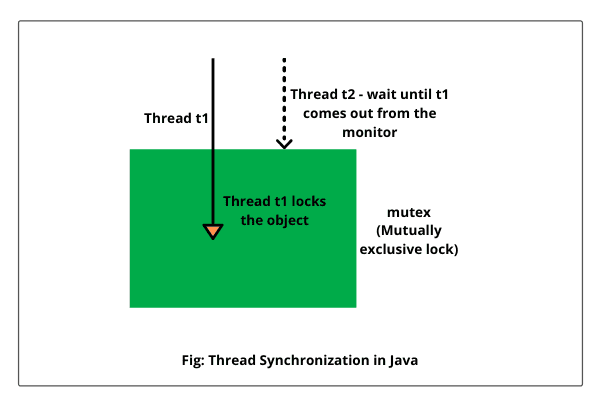 Thread t1
Thread t2 - wait until t1
comes out from the
monitor
Thread t1 locks
the object
mutex
(Mutually
exclusive lock)
Fig: Thread Synchronization in Java